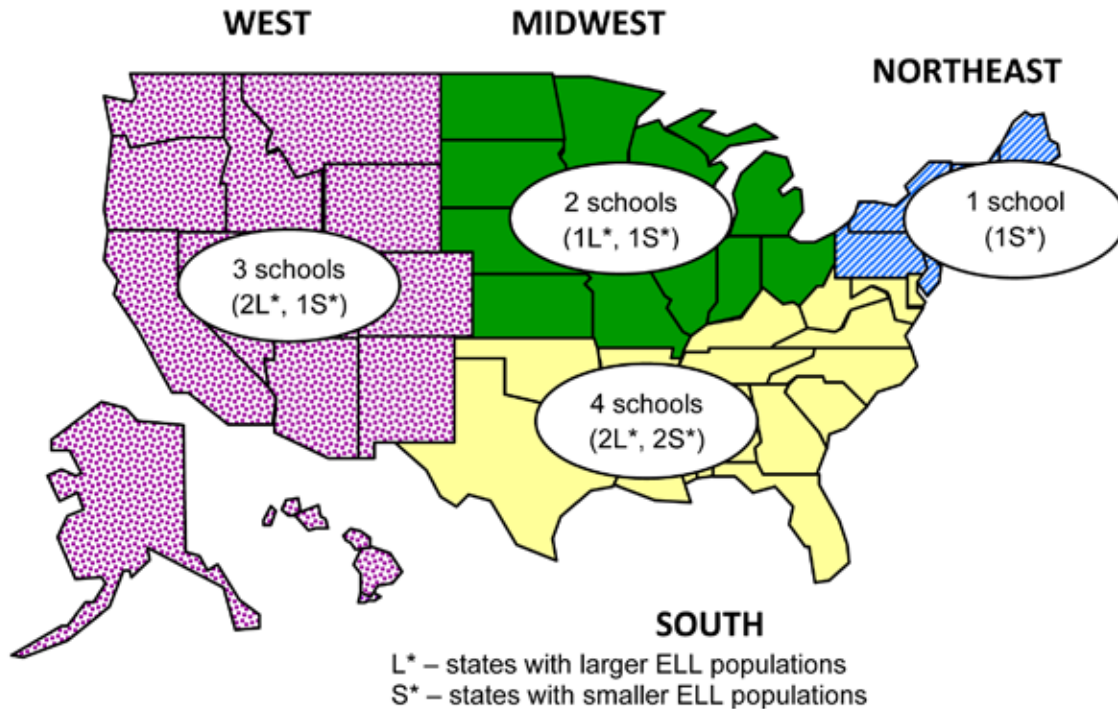 WEST
MIDWEST
NORTHEAST
2 schools
(1L*, 1S*)
1 school
(1S*)
3 schools
(2L*, 1S*)
4 schools
(2L*, 2S*)
SOUTH
L* – states with larger ELL populations
S* – states with smaller ELL populations